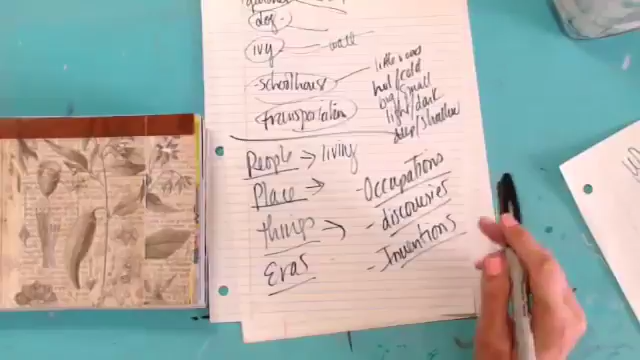 dog.
ivy — wall
schoolhouse
little
hot/cold
big/small
light/dark
deep/shallow
transportation
People → living
Place →
things →
Eras
- Occupations
- discoveries
- Inventions